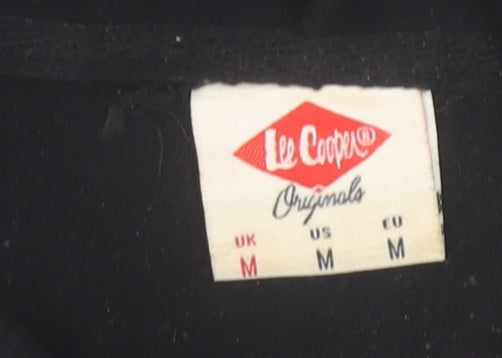 Lee Cooper®
Originals
UK US EU
M M M